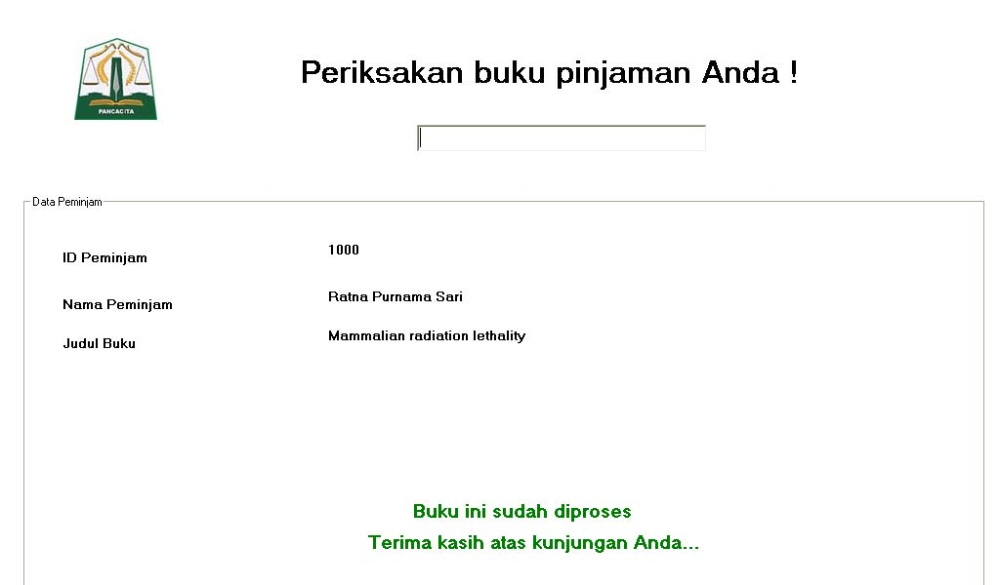 PANCACITA
Periksakan buku pinjaman Anda !
Data Peminjam
ID Peminjam 1000
Nama Peminjam Ratna Purnama Sari
Judul Buku Mammalian radiation lethality
Buku ini sudah diproses
Terima kasih atas kunjungan Anda...